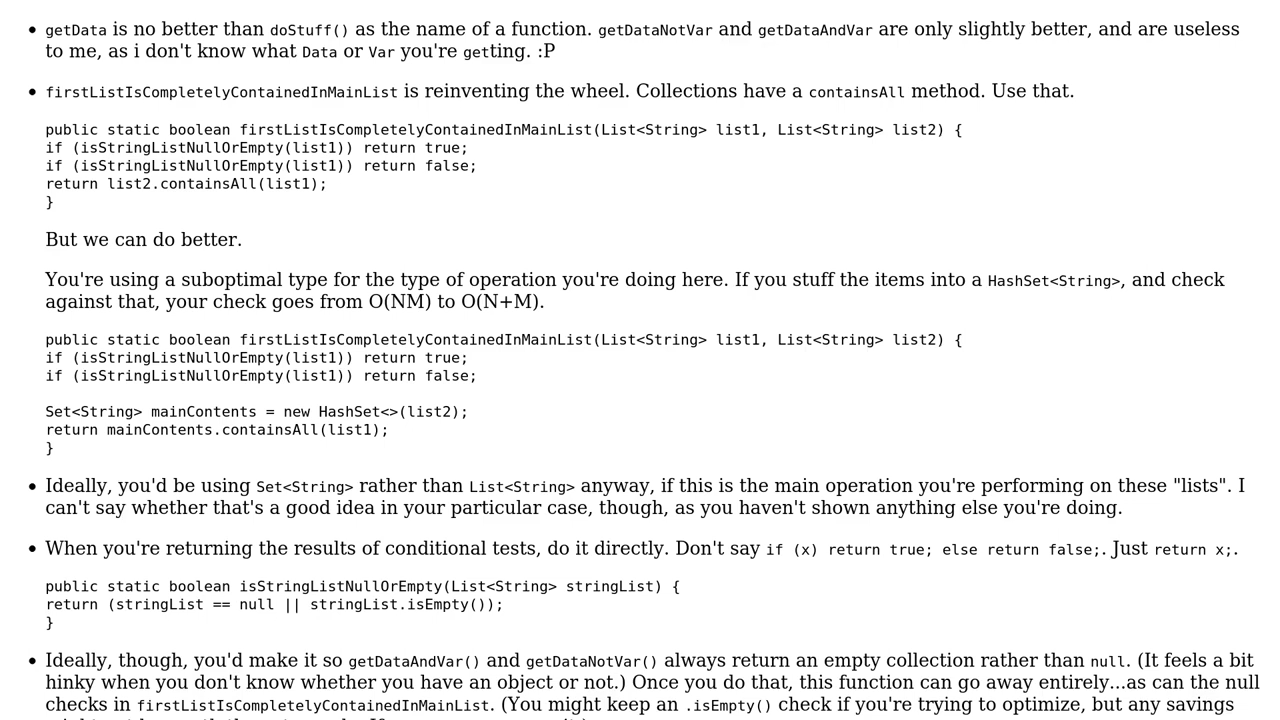 getData is no better than doStuff() as the name of a function. getDataNotVar and getDataAndVar are only slightly better, and are useless
to me, as i don't know what Data or Var you're getting. :P
firstListIsCompletelyContainedInMainList is reinventing the wheel. Collections have a containsAll method. Use that.
public static boolean firstListIsCompletelyContainedInMainList(List<String> list1, List<String> list2) {
if (isStringListNullOrEmpty(list1)) return true;
if (isStringListNullOrEmpty(list1)) return false;
return list2.containsAll(list1);
}
But we can do better.
You're using a suboptimal type for the type of operation you're doing here. If you stuff the items into a HashSet<String>, and check
against that, your check goes from O(NM) to O(N+M).
public static boolean firstListIsCompletelyContainedInMainList(List<String> list1, List<String> list2) {
if (isStringListNullOrEmpty(list1)) return true;
if (isStringListNullOrEmpty(list1)) return false;
Set<String> mainContents = new HashSet<>(list2);
return mainContents.containsAll(list1);
}
Ideally, you'd be using Set<String> rather than List<String> anyway, if this is the main operation you're performing on these "lists". I
can't say whether that's a good idea in your particular case, though, as you haven't shown anything else you're doing.
When you're returning the results of conditional tests, do it directly. Don't say if (x) return true; else return false;. Just return x;.
public static boolean isStringListNullOrEmpty(List<String> stringList) {
return (stringList == null || stringList.isEmpty());
}
Ideally, though, you'd make it so getDataAndVar() and getDataNotVar() always return an empty collection rather than null. (It feels a bit
hinky when you don't know whether you have an object or not.) Once you do that, this function can go away entirely...as can the null
checks in firstListIsCompletelyContainedInMainList. (You might keep an .isEmpty() check if you're trying to optimize, but any savings